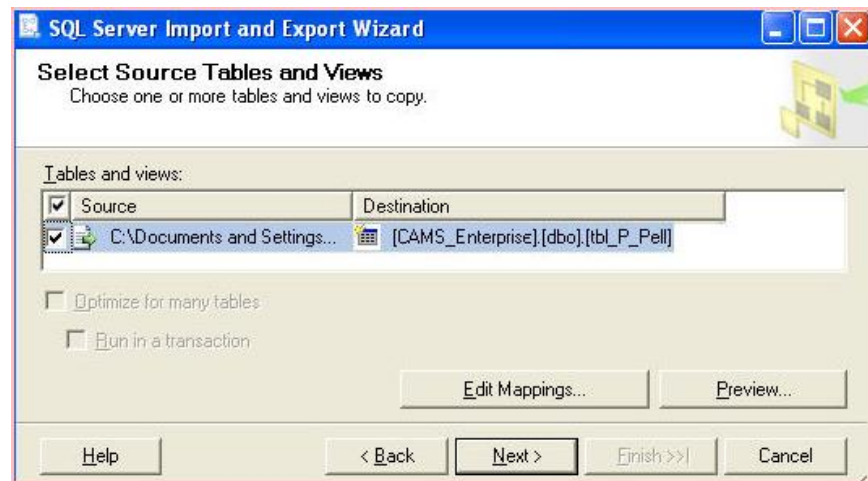 SQL Server Import and Export Wizard
Select Source Tables and Views
Choose one or more tables and views to copy.
Tables and views:
Source Destination
C:\Documents and Settings... [CAMS_Enterprise].[dbo].[tbl_P_Pell]
Optimize for many tables
Run in a transaction
Edit Mappings... Preview...
Help < Back Next > Finish >>| Cancel